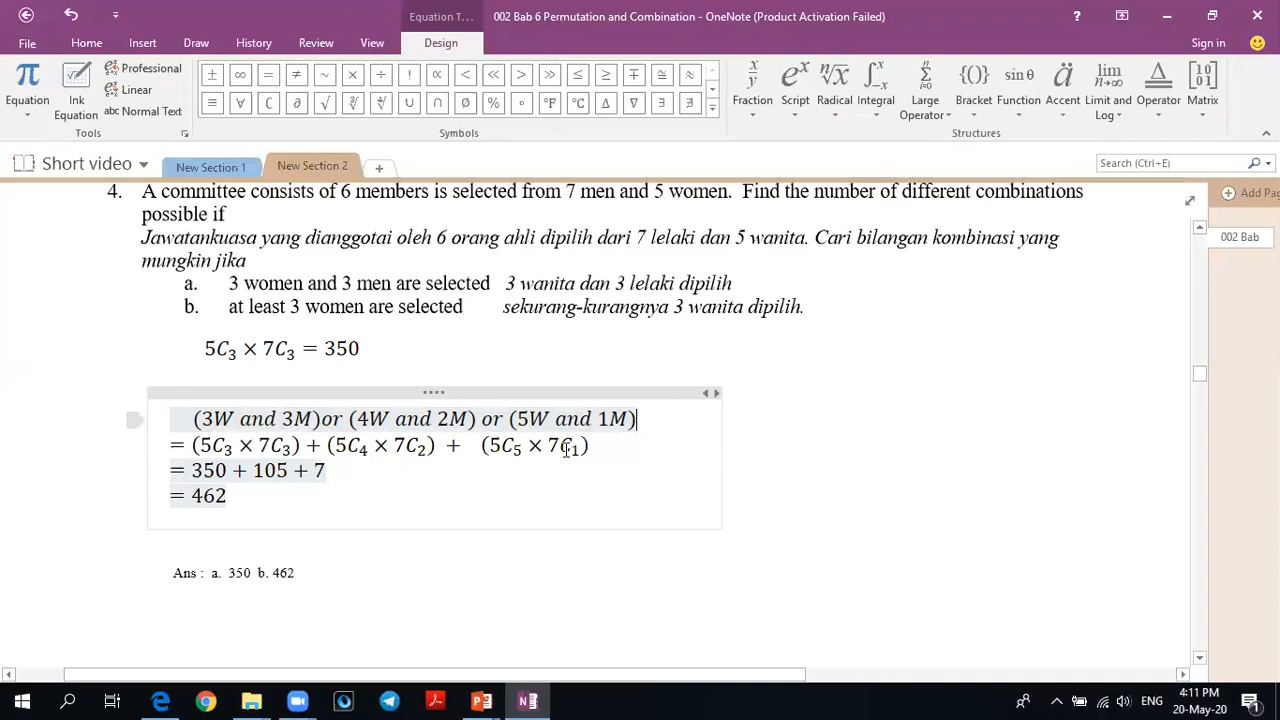 Equation T... 002 Bab 6 Permutation and Combination - OneNote (Product Activation Failed) ?
File Home Insert Draw History Review View Design Sign in
π Equation Ink Equation Professional Linear abc Normal Text
± ∞ = ≠ ~ × ÷ ! ∝ < ≪ > ≫ ≤ ≥ ∓ ≅ ≈
≡ ∀ ∁ ∂ √ ∛ ∜ ∪ ∩ ∅ % ° °F °C ∆ ∇ ∃ ∄
Fraction Script Radical Integral Large Operator Bracket Function Accent Limit and Log Operator Matrix
Tools Symbols Structures
Short video New Section 1 New Section 2 + Search (Ctrl+E)
4. A committee consists of 6 members is selected from 7 men and 5 women. Find the number of different combinations
possible if
Jawatankuasa yang dianggotai oleh 6 orang ahli dipilih dari 7 lelaki dan 5 wanita. Cari bilangan kombinasi yang
mungkin jika
a. 3 women and 3 men are selected 3 wanita dan 3 lelaki dipilih
b. at least 3 women are selected sekurang-kurangnya 3 wanita dipilih.
5C₃ × 7C₃ = 350
(3W and 3M)or (4W and 2M) or (5W and 1M)
= (5C₃ × 7C₃) + (5C₄ × 7C₂) + (5C₅ × 7C₁)
= 350 + 105 + 7
= 462
Ans : a. 350 b. 462
Add Pag
002 Bab
ENG 4:11 PM
20-May-20